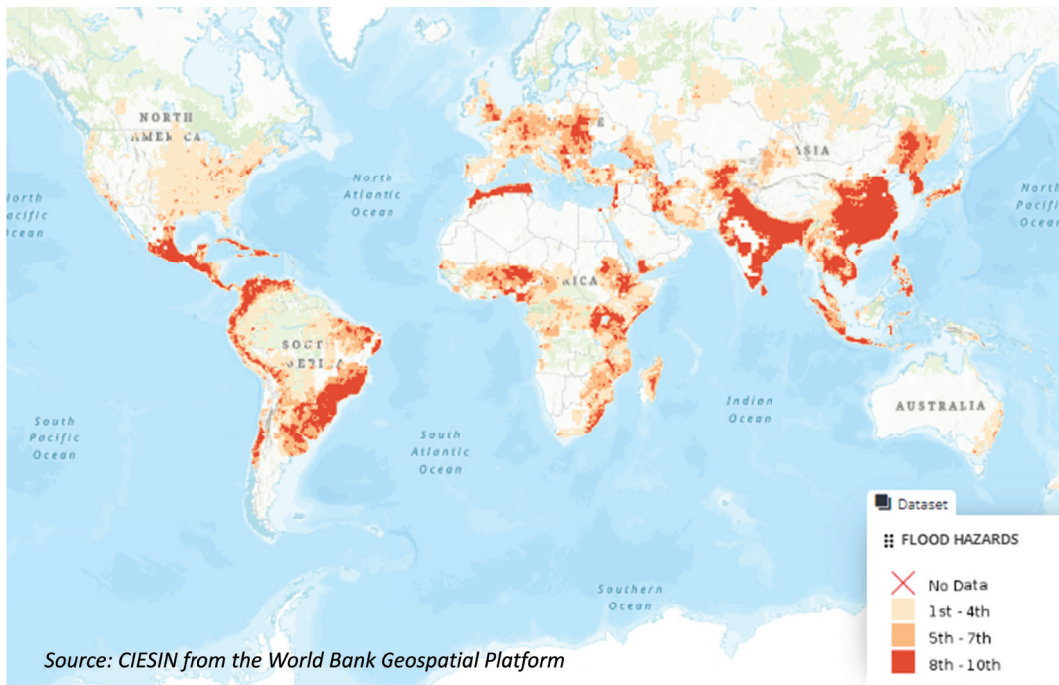 NORTH
AMERICA
North
Pacific
Ocean
North
Atlantic
Ocean
ASIA
North
Pacific
Ocean
SOUTH
AMERICA
South
Pacific
Ocean
South
Atlantic
Ocean
Indian
Ocean
AUSTRALIA
Southern
Ocean
Dataset
FLOOD HAZARDS
No Data
1st - 4th
5th - 7th
8th - 10th
Source: CIESIN from the World Bank Geospatial Platform